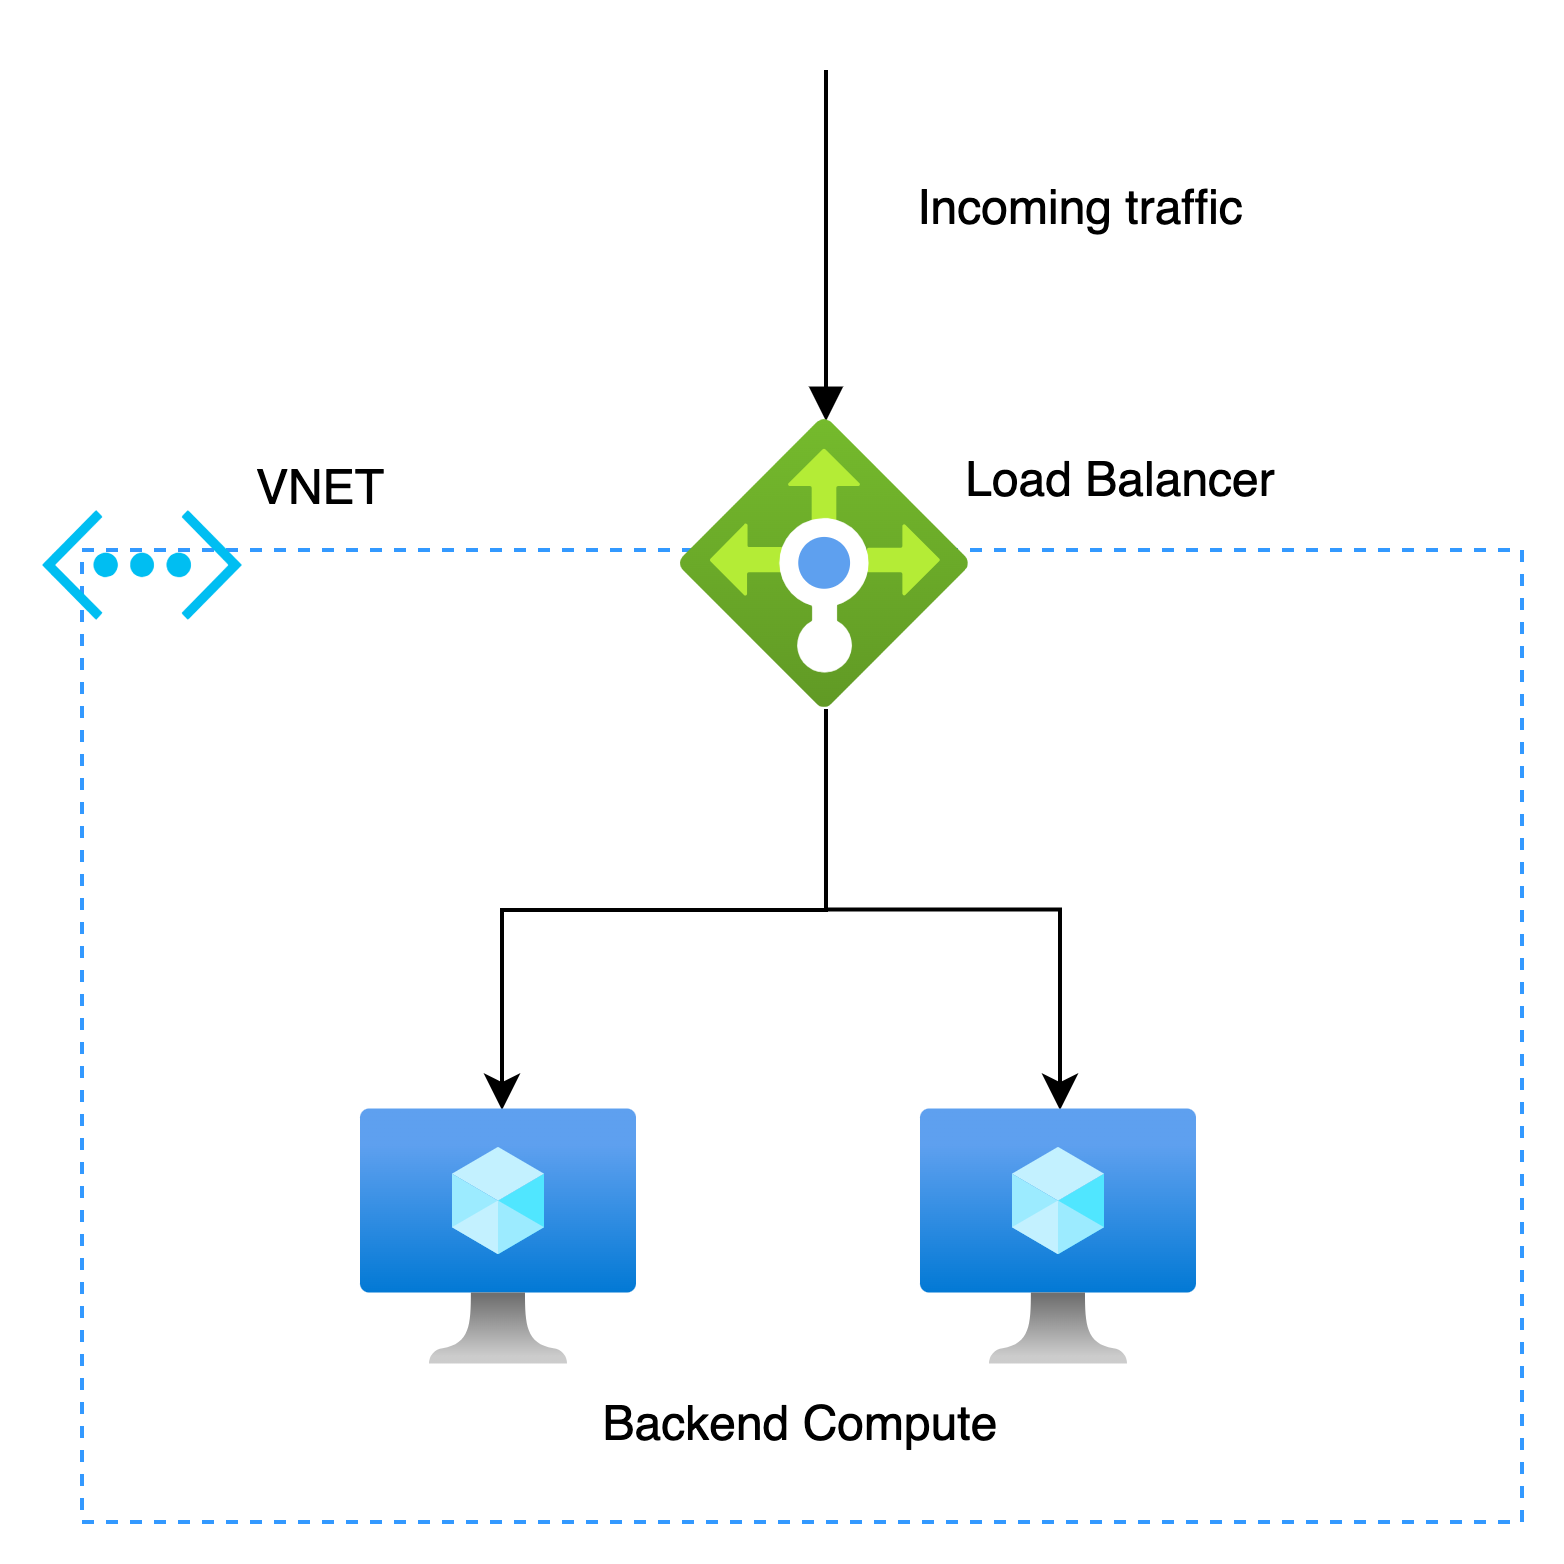 Incoming traffic
VNET
Load Balancer
Backend Compute